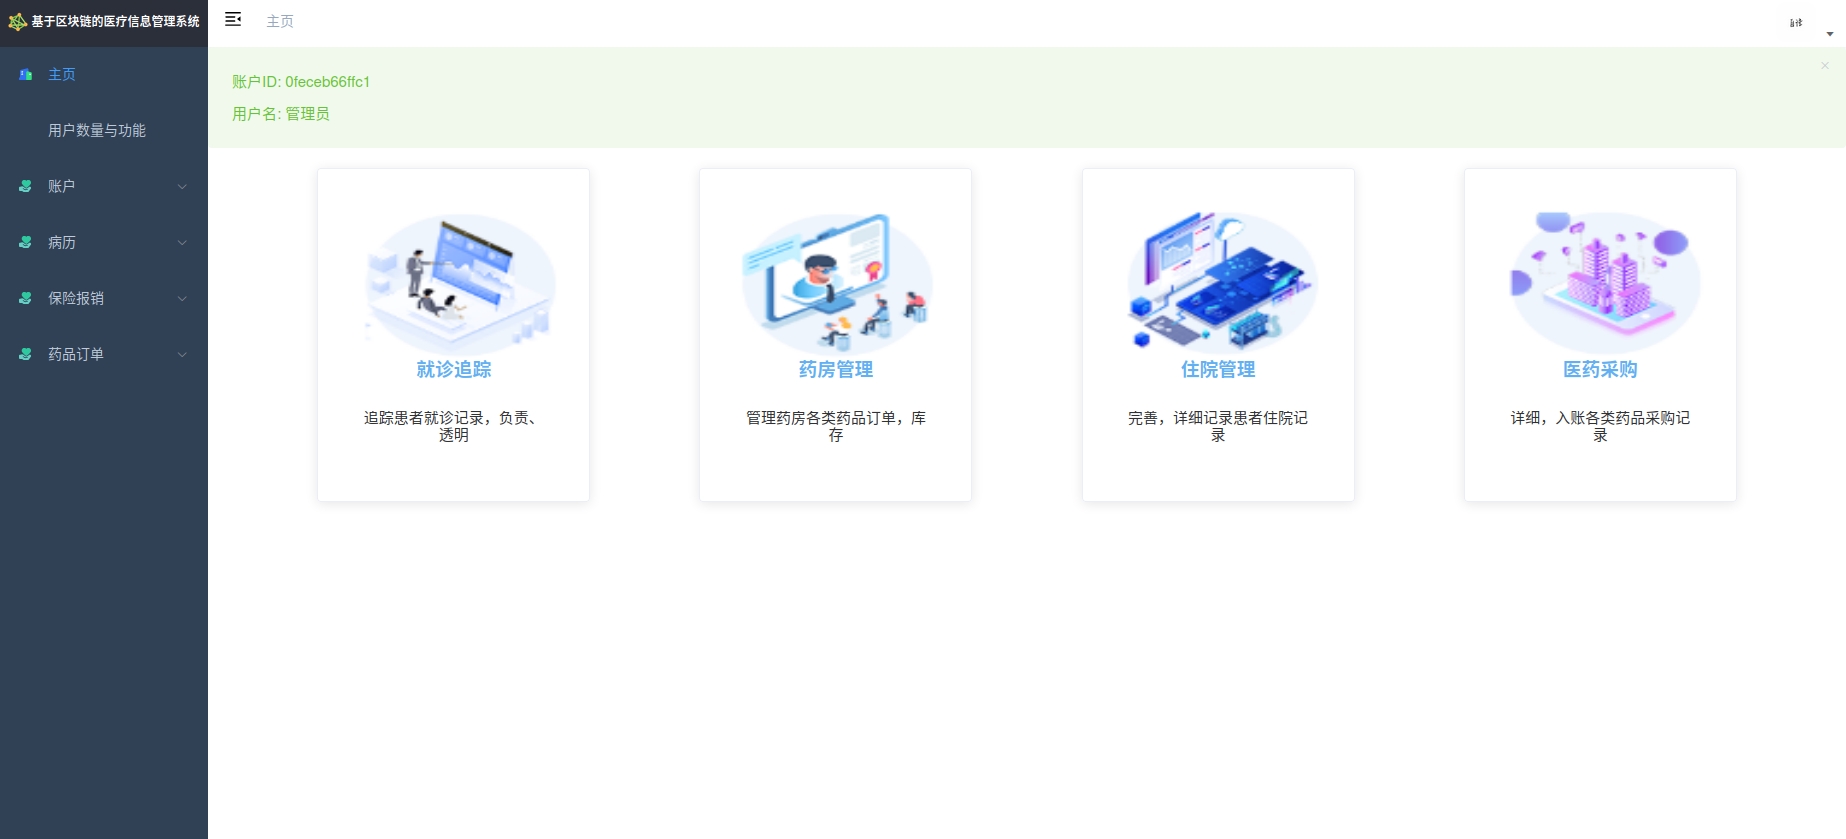 基于区块链的医疗信息管理系统
主页
主页
用户数量与功能
账户
病历
保险报销
药品订单
账户ID: 0feceb66ffc1
用户名: 管理员
就诊追踪
追踪患者就诊记录，负责、
透明
药房管理
管理药房各类药品订单，库
存
住院管理
完善，详细记录患者住院记
录
医药采购
详细，入账各类药品采购记
录